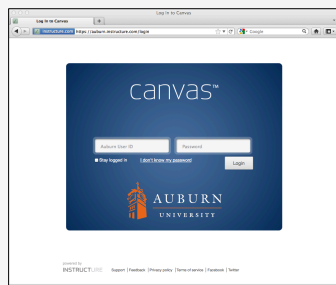 Log In to Canvas
Log In to Canvas
instructure.com https://auburn.instructure.com/login Google
canvas™
Auburn User ID Password
Stay logged in I don't know my password Login
AUBURN
UNIVERSITY
powered by
INSTRUCTURE Support | Feedback | Privacy policy | Terms of service | Facebook | Twitter